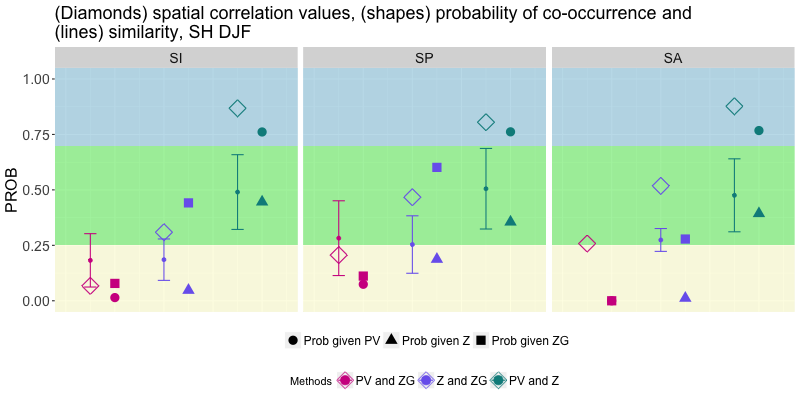 (Diamonds) spatial correlation values, (shapes) probability of co-occurrence and
(lines) similarity, SH DJF
SI SP SA
1.00
0.75
0.50
0.25
0.00
PROB
Prob given PV Prob given Z Prob given ZG
Methods PV and ZG Z and ZG PV and Z